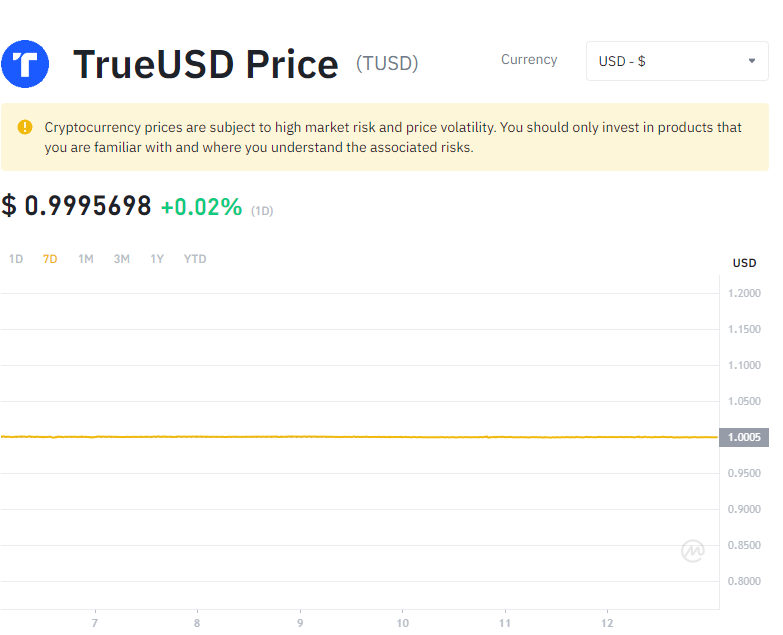 TrueUSD Price (TUSD)
Currency
USD - $
Cryptocurrency prices are subject to high market risk and price volatility. You should only invest in products that
you are familiar with and where you understand the associated risks.
$ 0.9995698 +0.02% (1D)
1D 7D 1M 3M 1Y YTD
USD
1.2000
1.1500
1.1000
1.0500
1.0005
0.9500
0.9000
0.8500
0.8000
7 8 9 10 11 12